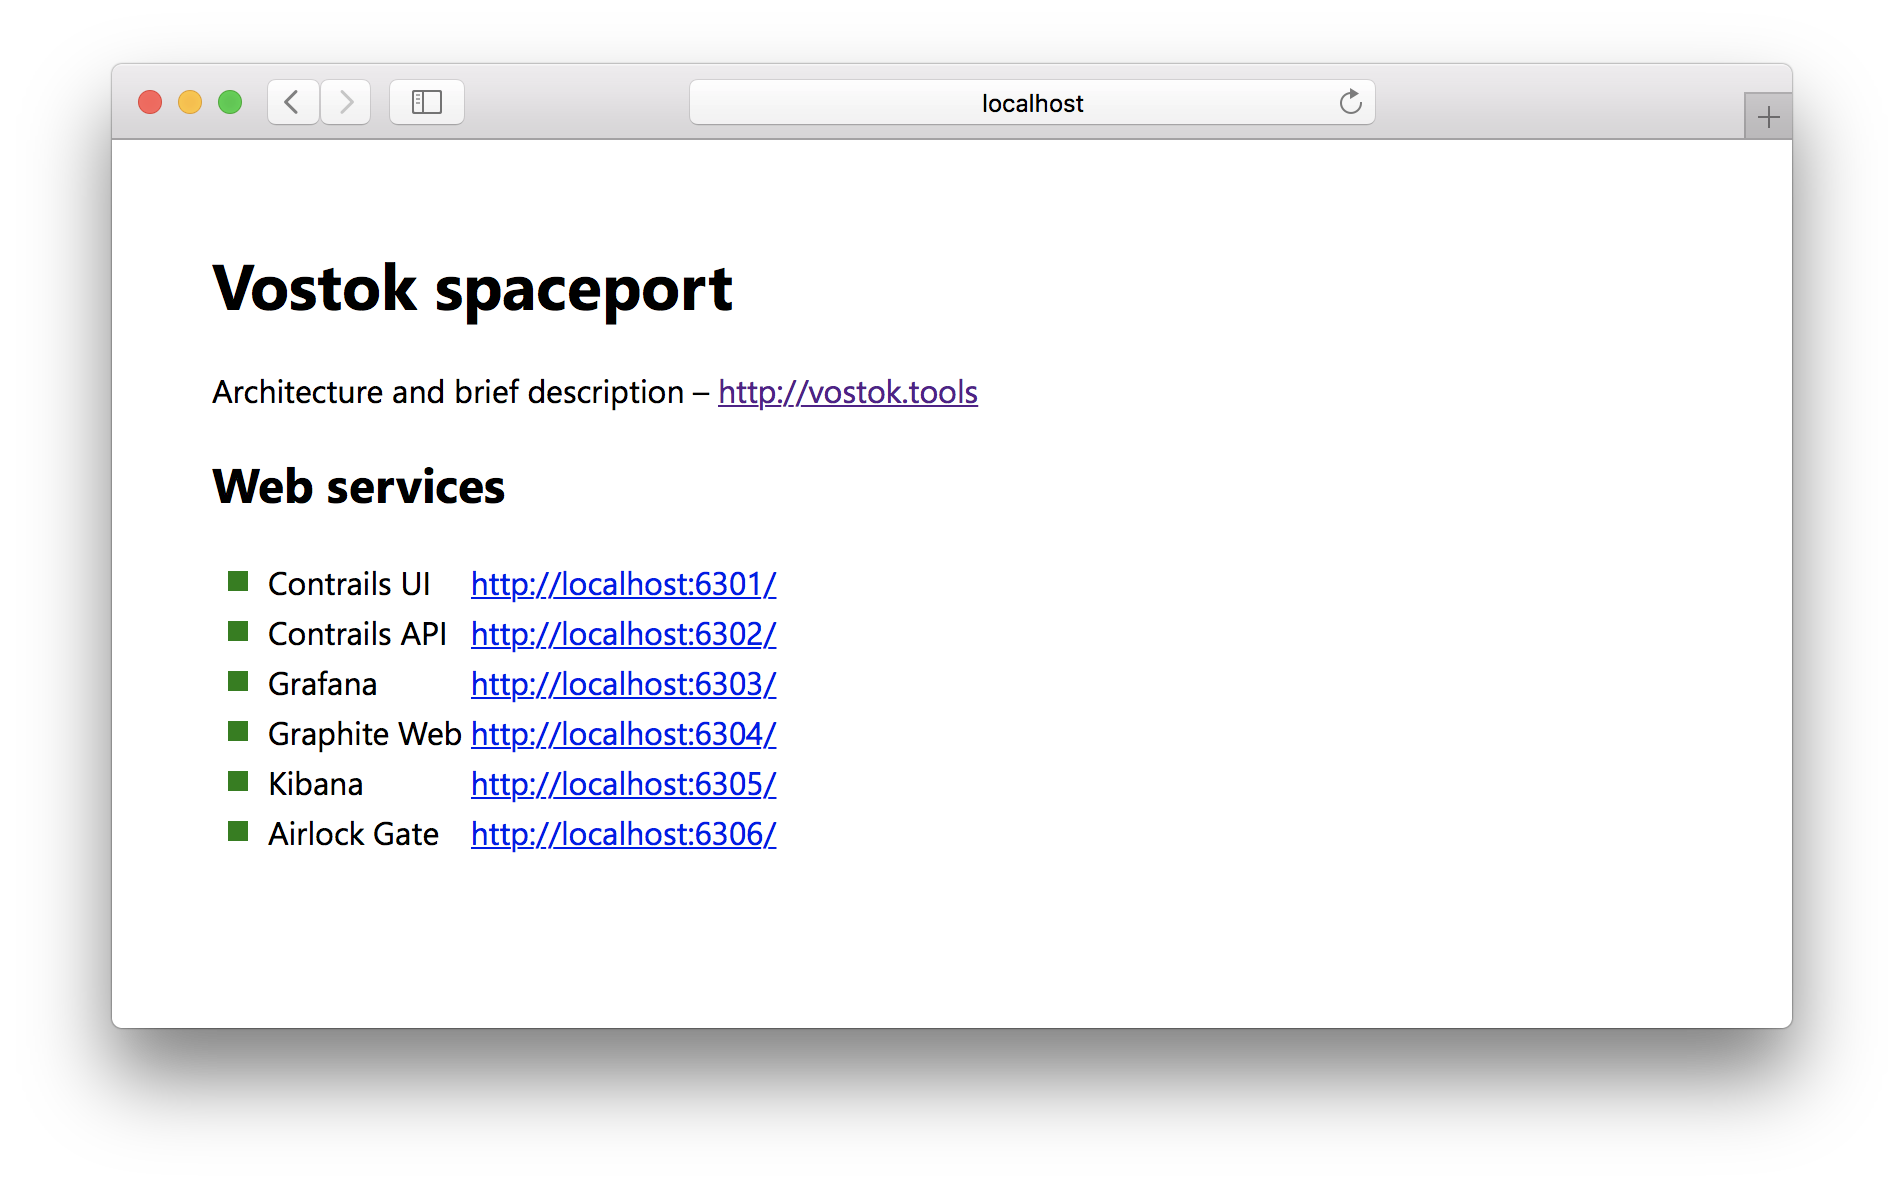 localhost
Vostok spaceport
Architecture and brief description – http://vostok.tools
Web services
Contrails UI http://localhost:6301/
Contrails API http://localhost:6302/
Grafana http://localhost:6303/
Graphite Web http://localhost:6304/
Kibana http://localhost:6305/
Airlock Gate http://localhost:6306/